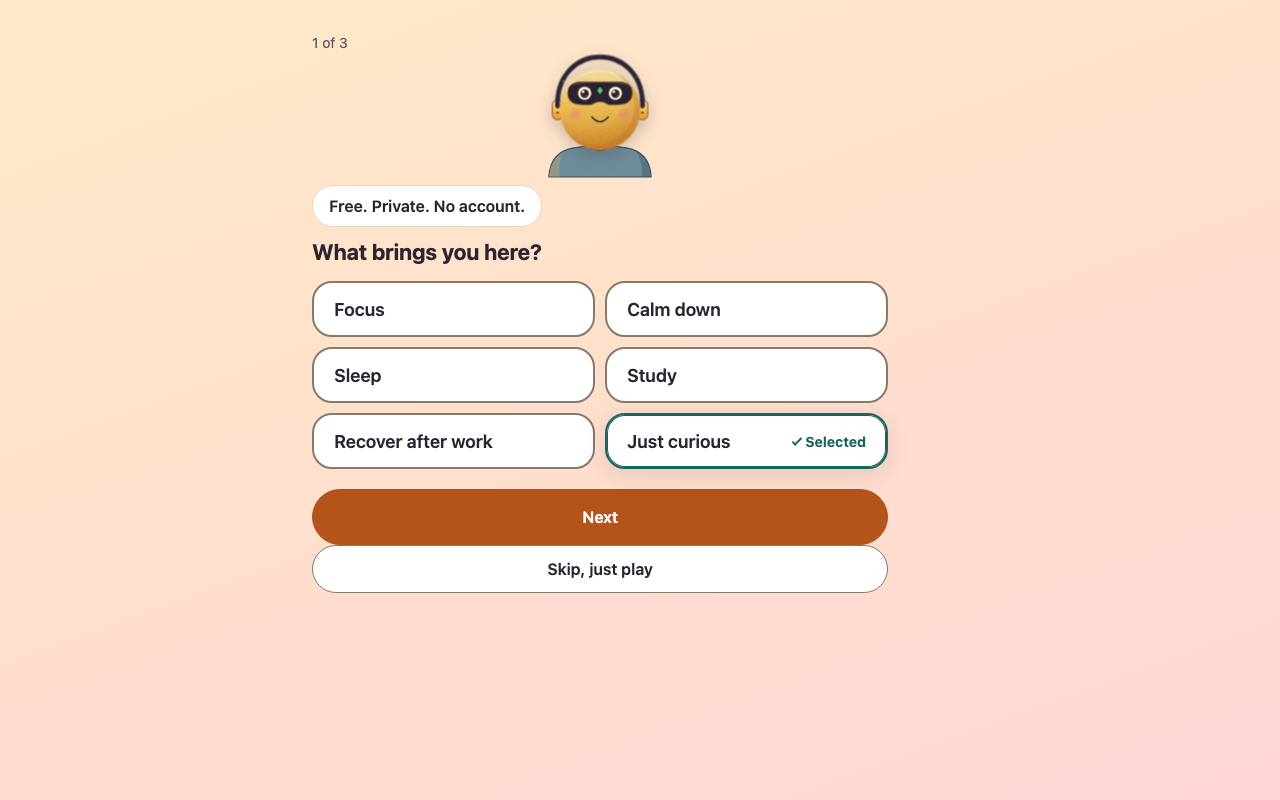 1 of 3
Free. Private. No account.
What brings you here?
Focus
Calm down
Sleep
Study
Recover after work
Just curious
✓ Selected
Next
Skip, just play